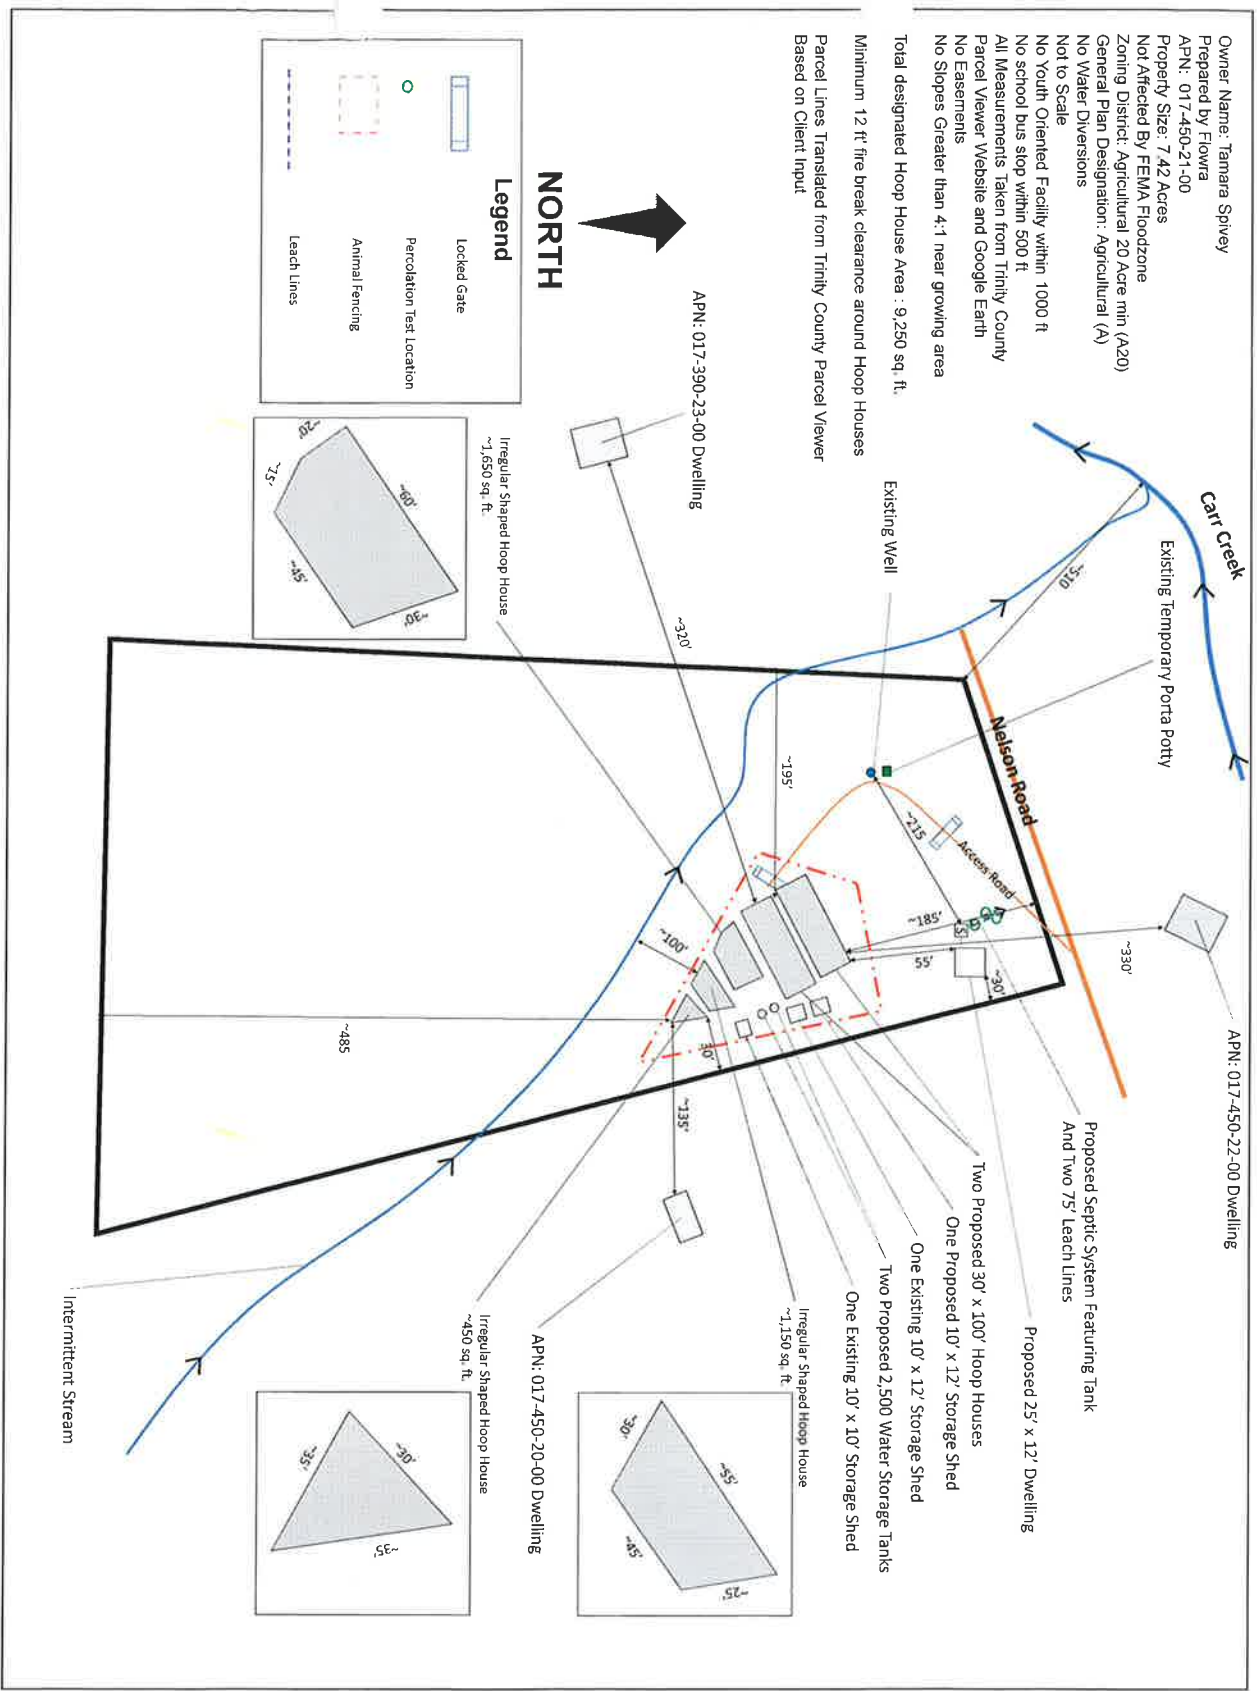 Owner Name: Tamara Spivey
Prepared by Flowra
APN: 017-450-21-00
Property Size: 7.42 Acres
Not Affected By FEMA Floodzone
Zoning District: Agricultural 20 Acre min (A20)
General Plan Designation: Agricultural (A)
No Water Diversions
Not to Scale
No Youth Oriented Facility within 1000 ft
No school bus stop within 500 ft
All Measurements Taken from Trinity County
Parcel Viewer Website and Google Earth
No Easements
No Slopes Greater than 4:1 near growing area
Total designated Hoop House Area : 9,250 sq. ft.
Minimum 12 ft' fire break clearance around Hoop Houses
Parcel Lines Translated from Trinity County Parcel Viewer
Based on Client Input
NORTH
Legend
Locked Gate
Percolation Test Location
Animal Fencing
Leach Lines
Carr Creek
Existing Temporary Porta Potty
Existing Well
APN: 017-390-23-00 Dwelling
Irregular Shaped Hoop House
~1,650 sq. ft.
~20'
~15'
~60'
~45'
~30'
~510
~320'
~195'
Nelson Road
Access Road
~215
~185'
55'
~30'
~330'
S
~100'
30'
~135'
~485
APN: 017-450-22-00 Dwelling
Proposed Septic System Featuring Tank
And Two 75' Leach Lines
Proposed 25' x 12' Dwelling
Two Proposed 30' x 100' Hoop Houses
One Proposed 10' x 12' Storage Shed
One Existing 10' x 12' Storage Shed
Two Proposed 2,500 Water Storage Tanks
One Existing 10' x 10' Storage Shed
Irregular Shaped Hoop House
~1,150 sq. ft.
~30'
~55'
~45'
~25'
APN: 017-450-20-00 Dwelling
Irregular Shaped Hoop House
~450 sq. ft.
~30'
~35'
~35'
Intermittent Stream